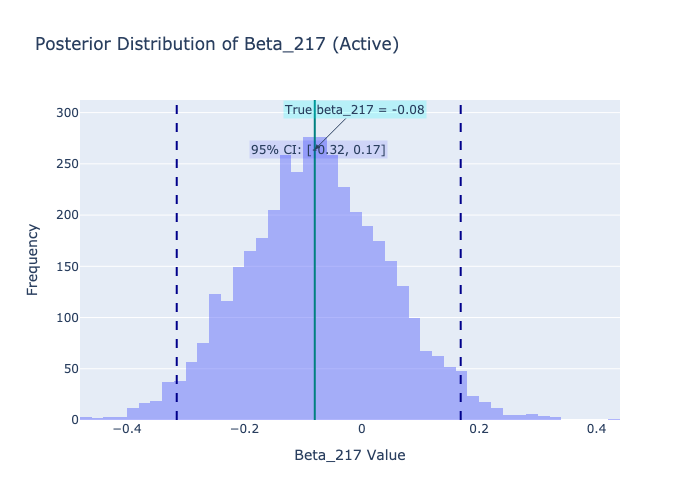 Posterior Distribution of Beta_217 (Active)
True beta_217 = -0.08
95% CI: [-0.32, 0.17]
Frequency
300
250
200
150
100
50
0
−0.4
−0.2
0
0.2
0.4
Beta_217 Value